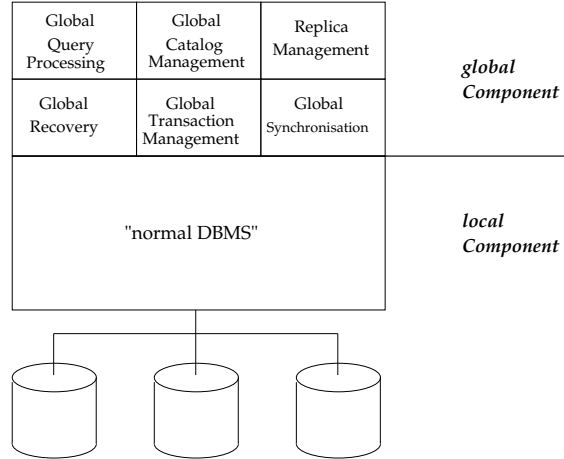 Global
Query
Processing
Global
Catalog
Management
Replica
Management
global
Component
Global
Recovery
Global
Transaction
Management
Global
Synchronisation
"normal DBMS"
local
Component